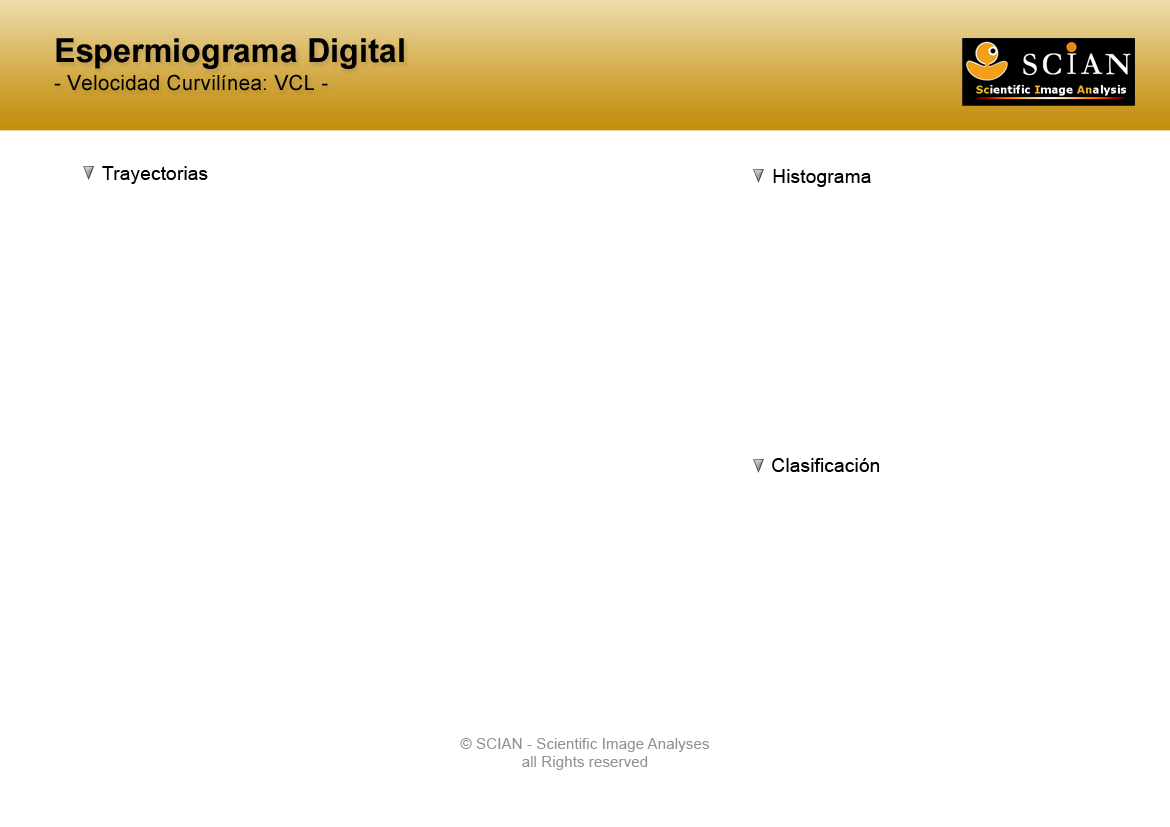 Espermiograma Digital
- Velocidad Curvilínea: VCL -
SCIAN
Scientific Image Analysis
Trayectorias
Histograma
Clasificación
© SCIAN - Scientific Image Analyses
all Rights reserved